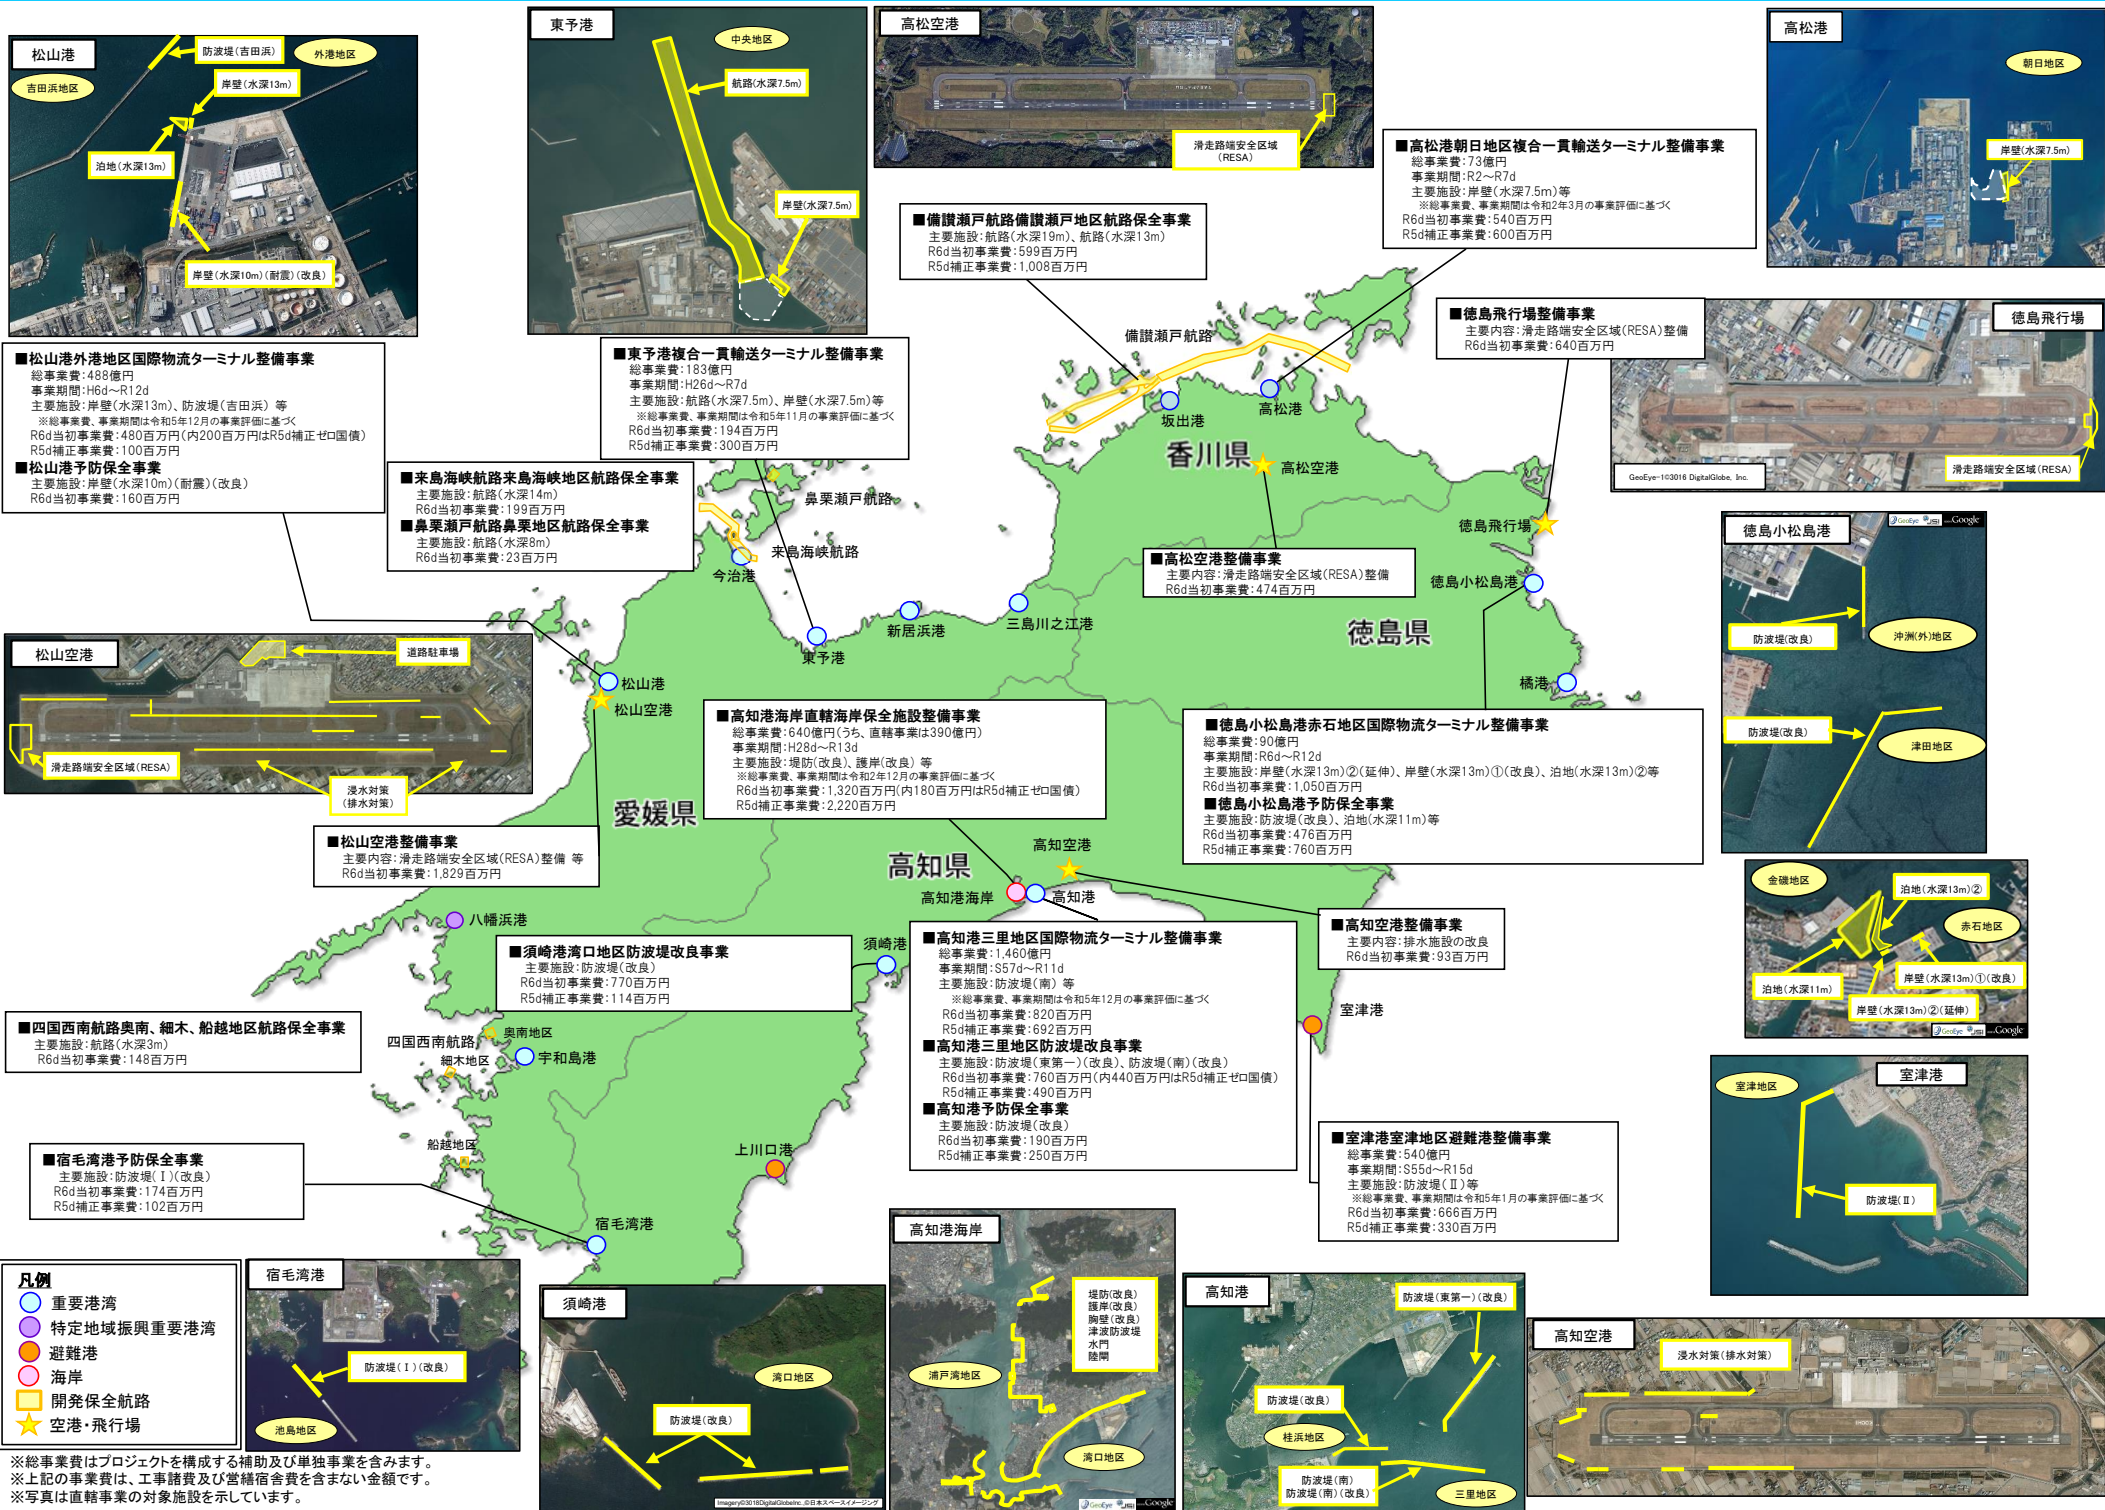 松山港
防波堤(吉田浜)
外港地区
吉田浜地区
岸壁(水深13m)
泊地(水深13m)
岸壁(水深10m)(耐震)(改良)
東予港
中央地区
航路(水深7.5m)
岸壁(水深7.5m)
高松空港
滑走路端安全区域
(RESA)
高松港
朝日地区
岸壁(水深7.5m)
■高松港朝日地区複合一貫輸送ターミナル整備事業
総事業費:73億円
事業期間:R2~R7d
主要施設:岸壁(水深7.5m)等
※総事業費、事業期間は令和2年3月の事業評価に基づく
R6d当初事業費:540百万円
R5d補正事業費:600百万円
■備讃瀬戸航路備讃瀬戸地区航路保全事業
主要施設:航路(水深19m)、航路(水深13m)
R6d当初事業費:599百万円
R5d補正事業費:1,008百万円
■徳島飛行場整備事業
主要内容:滑走路端安全区域(RESA)整備
R6d当初事業費:640百万円
徳島飛行場
滑走路端安全区域(RESA)
GeoEye-1©3016 DigitalGlobe, Inc.
■松山港外港地区国際物流ターミナル整備事業
総事業費:488億円
事業期間:H6d~R12d
主要施設:岸壁(水深13m)、防波堤(吉田浜) 等
※総事業費、事業期間は令和5年12月の事業評価に基づく
R6d当初事業費:480百万円(内200百万円はR5d補正ゼロ国債)
R5d補正事業費:100百万円
■松山港予防保全事業
主要施設:岸壁(水深10m)(耐震)(改良)
R6d当初事業費:160百万円
■東予港複合一貫輸送ターミナル整備事業
総事業費:183億円
事業期間:H26d~R7d
主要施設:航路(水深7.5m)、岸壁(水深7.5m)等
※総事業費、事業期間は令和5年11月の事業評価に基づく
R6d当初事業費:194百万円
R5d補正事業費:300百万円
■来島海峡航路来島海峡地区航路保全事業
主要施設:航路(水深14m)
R6d当初事業費:199百万円
■鼻栗瀬戸航路鼻栗地区航路保全事業
主要施設:航路(水深8m)
R6d当初事業費:23百万円
備讃瀬戸航路
坂出港
高松港
香川県
高松空港
鼻栗瀬戸航路
来島海峡航路
今治港
新居浜港
三島川之江港
東予港
徳島飛行場
徳島小松島港
徳島県
橘港
■高松空港整備事業
主要内容:滑走路端安全区域(RESA)整備
R6d当初事業費:474百万円
徳島小松島港
GeoEye JSI Google
防波堤(改良)
沖洲(外)地区
防波堤(改良)
津田地区
松山空港
道路駐車場
滑走路端安全区域(RESA)
浸水対策
(排水対策)
松山港
松山空港
愛媛県
■松山空港整備事業
主要内容:滑走路端安全区域(RESA)整備 等
R6d当初事業費:1,829百万円
■高知港海岸直轄海岸保全施設整備事業
総事業費:640億円(うち、直轄事業は390億円)
事業期間:H28d~R13d
主要施設:堤防(改良)、護岸(改良) 等
※総事業費、事業期間は令和2年12月の事業評価に基づく
R6d当初事業費:1,320百万円(内180百万円はR5d補正ゼロ国債)
R5d補正事業費:2,220百万円
■徳島小松島港赤石地区国際物流ターミナル整備事業
総事業費:90億円
事業期間:R6d~R12d
主要施設:岸壁(水深13m)②(延伸)、岸壁(水深13m)①(改良)、泊地(水深13m)②等
R6d当初事業費:1,050百万円
■徳島小松島港予防保全事業
主要施設:防波堤(改良)、泊地(水深11m)等
R6d当初事業費:476百万円
R5d補正事業費:760百万円
金磯地区
泊地(水深13m)②
赤石地区
岸壁(水深13m)①(改良)
泊地(水深11m)
岸壁(水深13m)②(延伸)
GeoEye JSI Google
高知県
高知空港
高知港海岸
高知港
八幡浜港
須崎港
室津港
■高知空港整備事業
主要内容:排水施設の改良
R6d当初事業費:93百万円
■須崎港湾口地区防波堤改良事業
主要施設:防波堤(改良)
R6d当初事業費:770百万円
R5d補正事業費:114百万円
■高知港三里地区国際物流ターミナル整備事業
総事業費:1,460億円
事業期間:S57d~R11d
主要施設:防波堤(南) 等
※総事業費、事業期間は令和5年12月の事業評価に基づく
R6d当初事業費:820百万円
R5d補正事業費:692百万円
■高知港三里地区防波堤改良事業
主要施設:防波堤(東第一)(改良)、防波堤(南)(改良)
R6d当初事業費:760百万円(内440百万円はR5d補正ゼロ国債)
R5d補正事業費:490百万円
■高知港予防保全事業
主要施設:防波堤(改良)
R6d当初事業費:190百万円
R5d補正事業費:250百万円
■四国西南航路奥南、細木、船越地区航路保全事業
主要施設:航路(水深3m)
R6d当初事業費:148百万円
四国西南航路
奥南地区
細木地区
宇和島港
船越地区
上川口港
宿毛湾港
■宿毛湾港予防保全事業
主要施設:防波堤(Ⅰ)(改良)
R6d当初事業費:174百万円
R5d補正事業費:102百万円
■室津港室津地区避難港整備事業
総事業費:540億円
事業期間:S55d~R15d
主要施設:防波堤(Ⅱ)等
※総事業費、事業期間は令和5年1月の事業評価に基づく
R6d当初事業費:666百万円
R5d補正事業費:330百万円
室津港
室津地区
防波堤(Ⅱ)
凡例
重要港湾
特定地域振興重要港湾
避難港
海岸
開発保全航路
空港・飛行場
宿毛湾港
防波堤(Ⅰ)(改良)
池島地区
須崎港
湾口地区
防波堤(改良)
Imagery©3018DigitalGlobeInc.,©日本スペースイメージング
高知港海岸
堤防(改良)
護岸(改良)
胸壁(改良)
津波防波堤
水門
陸閘
浦戸湾地区
湾口地区
GeoEye JSI Google
高知港
防波堤(東第一)(改良)
防波堤(改良)
桂浜地区
防波堤(南)
防波堤(南)(改良)
三里地区
高知空港
浸水対策(排水対策)
※総事業費はプロジェクトを構成する補助及び単独事業を含みます。
※上記の事業費は、工事諸費及び営繕宿舎費を含まない金額です。
※写真は直轄事業の対象施設を示しています。